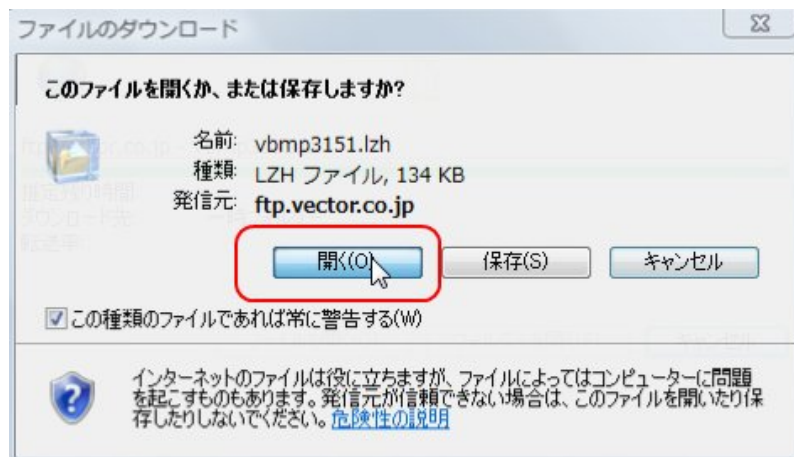 ファイルのダウンロード
このファイルを開くか、または保存しますか?
名前: vbmp3151.lzh
種類: LZH ファイル, 134 KB
発信元: ftp.vector.co.jp
開く(O) 保存(S) キャンセル
この種類のファイルであれば常に警告する(W)
インターネットのファイルは役に立ちますが、ファイルによってはコンピューターに問題
を起こすものもあります。発信元が信頼できない場合は、このファイルを開いたり保
存したりしないでください。危険性の説明